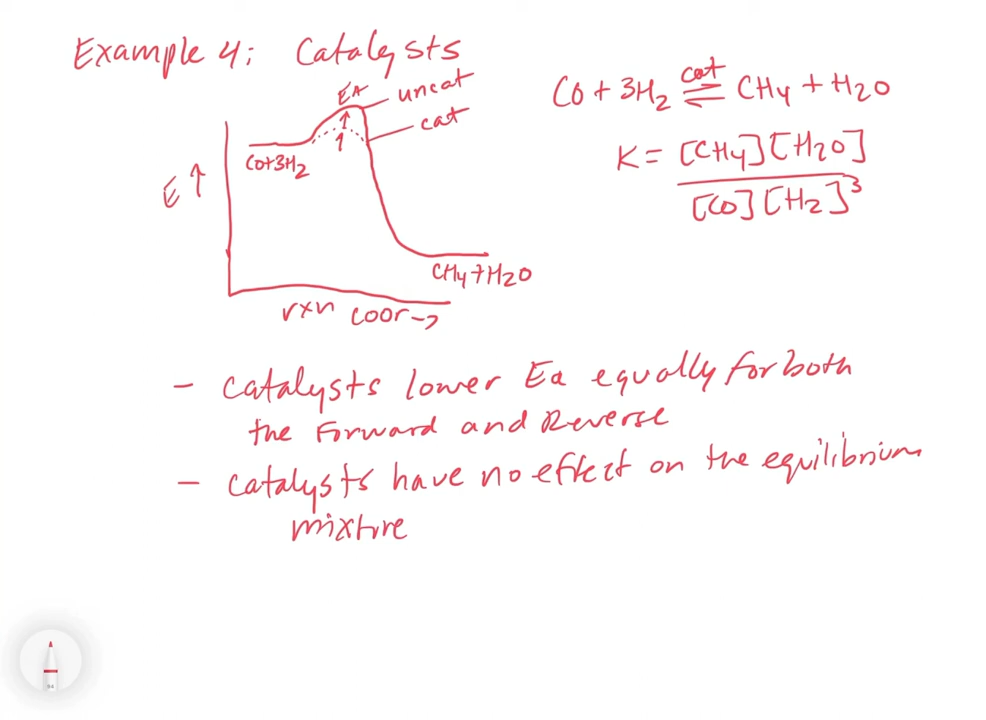 Example 4: Catalysts
EA
uncat
cat
CO+3H2
E ↑
CH4+H2O
rxn coor →
CO + 3H2 ⇌ CH4 + H2O
cat
K = [CH4][H2O]
[CO][H2]³
- catalysts lower Ea equally for both
the Forward and Reverse
- catalysts have no effect on the equilibrium
mixture